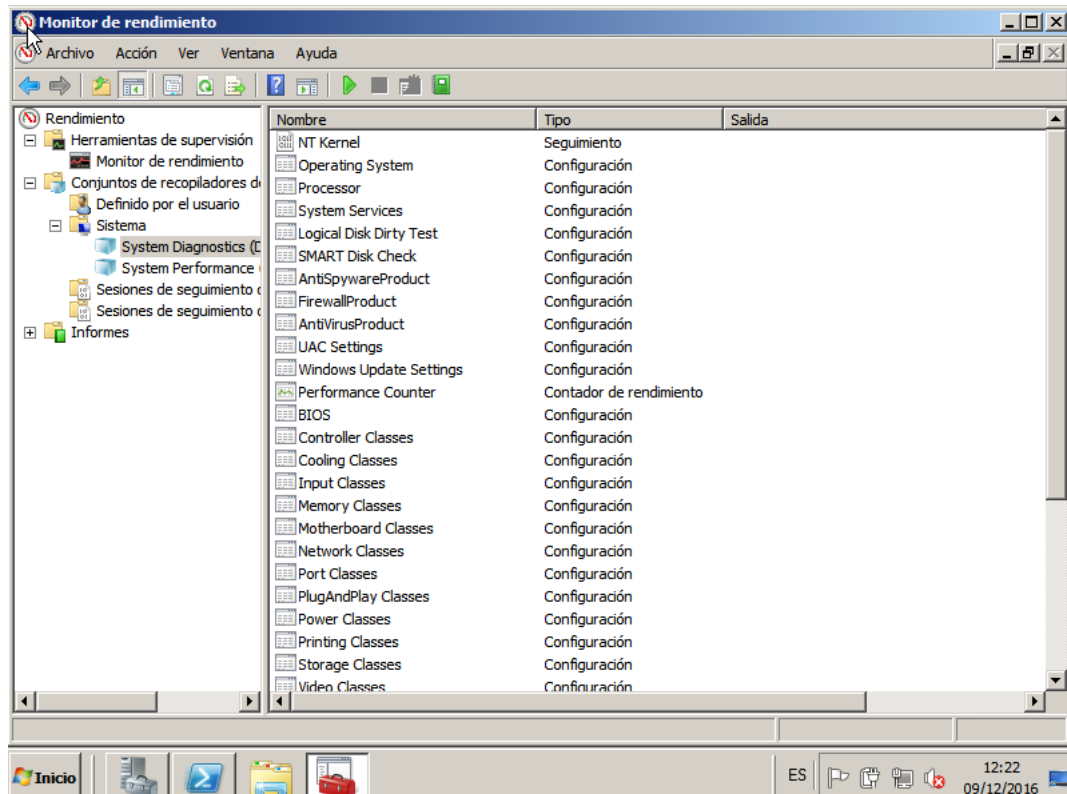 Monitor de rendimiento
Archivo Acción Ver Ventana Ayuda
Rendimiento
Herramientas de supervisión
Monitor de rendimiento
Conjuntos de recopiladores d
Definido por el usuario
Sistema
System Diagnostics (D
System Performance (
Sesiones de seguimiento d
Sesiones de seguimiento d
Informes
Nombre Tipo Salida
NT Kernel Seguimiento
Operating System Configuración
Processor Configuración
System Services Configuración
Logical Disk Dirty Test Configuración
SMART Disk Check Configuración
AntiSpywareProduct Configuración
FirewallProduct Configuración
AntiVirusProduct Configuración
UAC Settings Configuración
Windows Update Settings Configuración
Performance Counter Contador de rendimiento
BIOS Configuración
Controller Classes Configuración
Cooling Classes Configuración
Input Classes Configuración
Memory Classes Configuración
Motherboard Classes Configuración
Network Classes Configuración
Port Classes Configuración
PlugAndPlay Classes Configuración
Power Classes Configuración
Printing Classes Configuración
Storage Classes Configuración
Video Classes Configuración
Inicio ES 12:22
09/12/2016